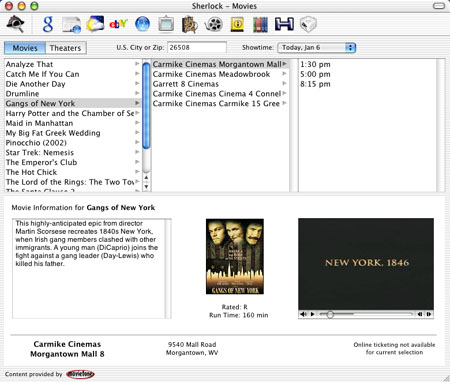 Sherlock – Movies
Movies
Theaters
U.S. City or Zip:
26508
Showtime:
Today, Jan 6
Analyze That
Catch Me If You Can
Die Another Day
Drumline
Gangs of New York
Harry Potter and the Chamber of Se
Maid in Manhattan
My Big Fat Greek Wedding
Pinocchio (2002)
Star Trek: Nemesis
The Emperor's Club
The Hot Chick
The Lord of the Rings: The Two Tov
The Santa Clause 2
Carmike Cinemas Morgantown Mall
Carmike Cinemas Meadowbrook
Garrett 8 Cinemas
Carmike Cinemas Cinema 4 Connel
Carmike Cinemas Carmike 15 Gree
1:30 pm
5:00 pm
8:15 pm
Movie Information for Gangs of New York
This highly-anticipated epic from director
Martin Scorsese recreates 1840s New York,
when Irish gang members clashed with other
immigrants. A young man (DiCaprio) joins the
fight against a gang leader (Day-Lewis) who
killed his father.
GANGS OF NEW YORK
Rated: R
Run Time: 160 min
NEW YORK, 1846
Carmike Cinemas
Morgantown Mall 8
9540 Mall Road
Morgantown, WV
Online ticketing not available
for current selection
Content provided by
moviefone